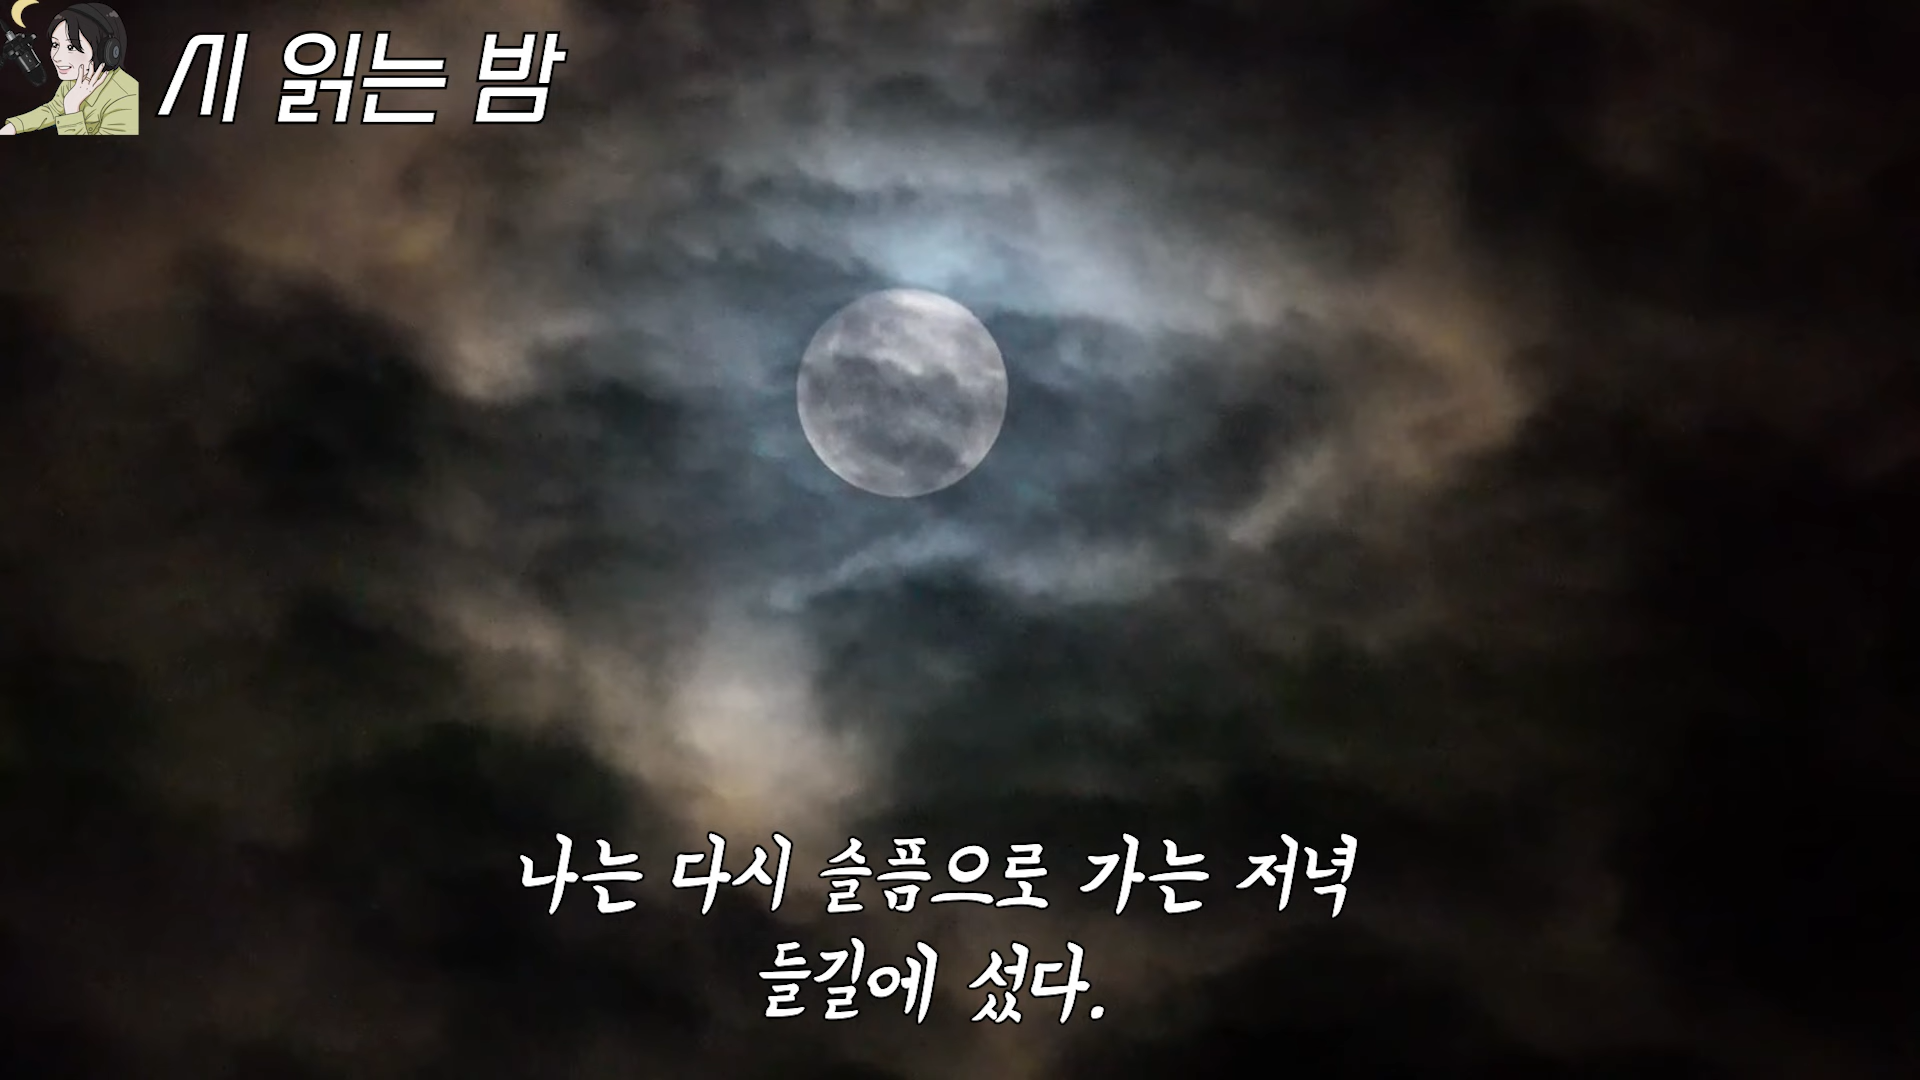 시 읽는 밤
나는 다시 슬픔으로 가는 저녁
들길에 섰다.